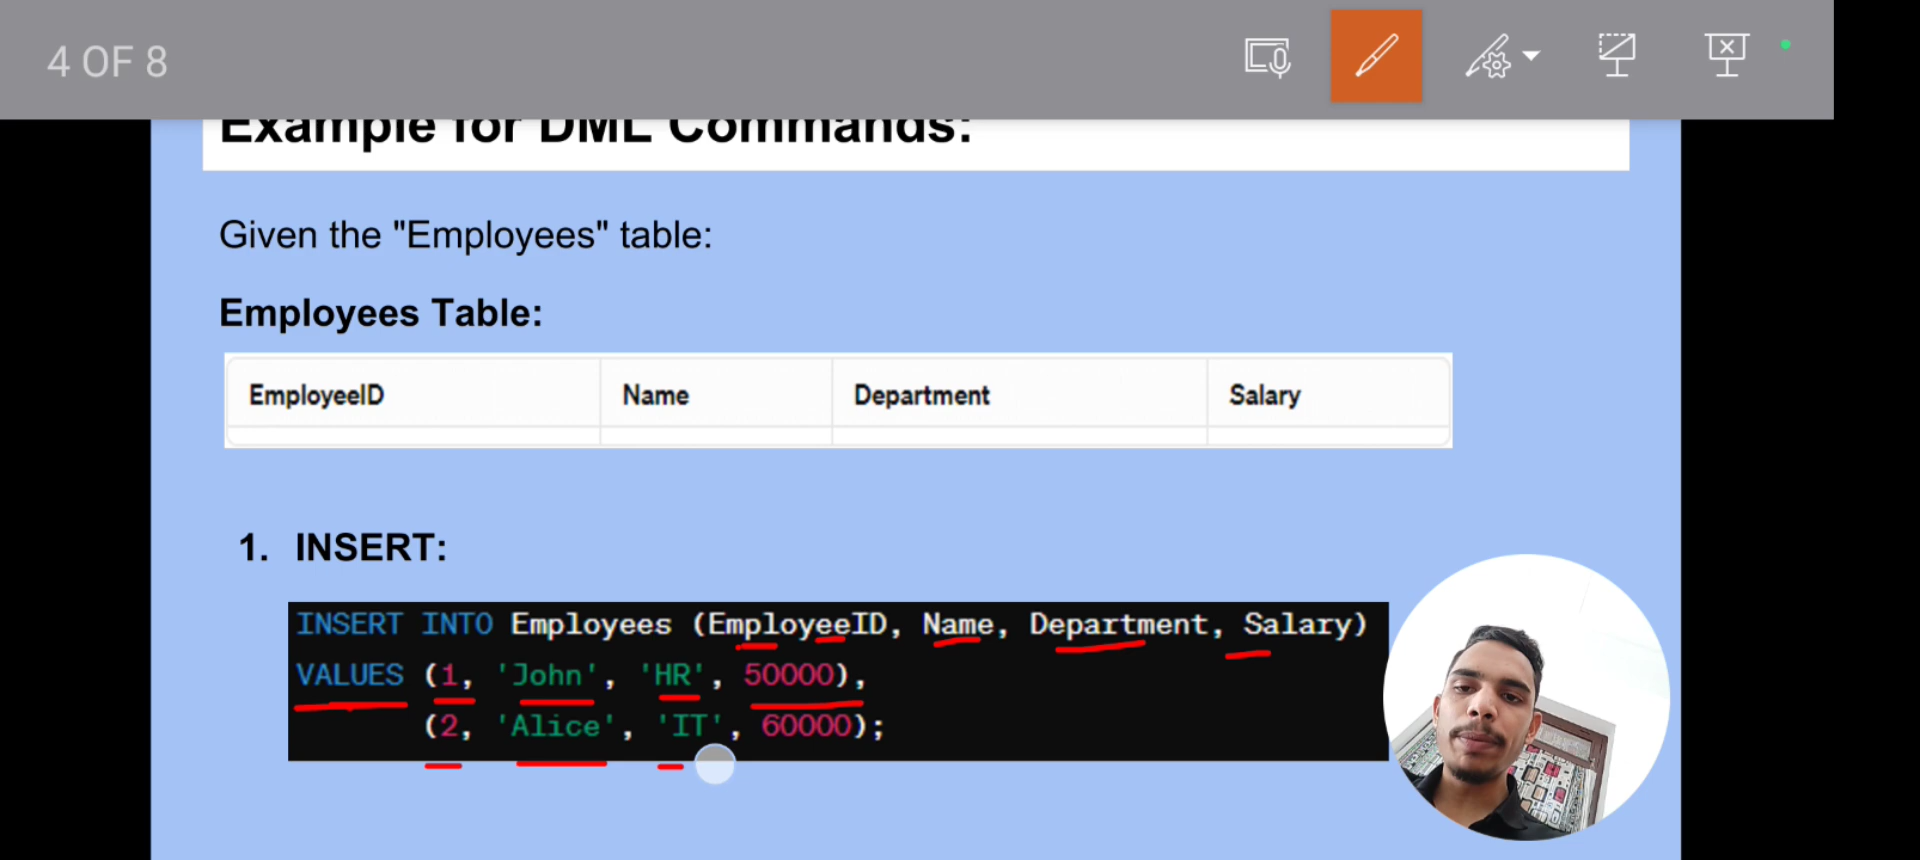 4 OF 8
Example for DML Commands:
Given the "Employees" table:
Employees Table:
EmployeeID Name Department Salary
1. INSERT:
INSERT INTO Employees (EmployeeID, Name, Department, Salary)
VALUES (1, 'John', 'HR', 50000),
(2, 'Alice', 'IT', 60000);